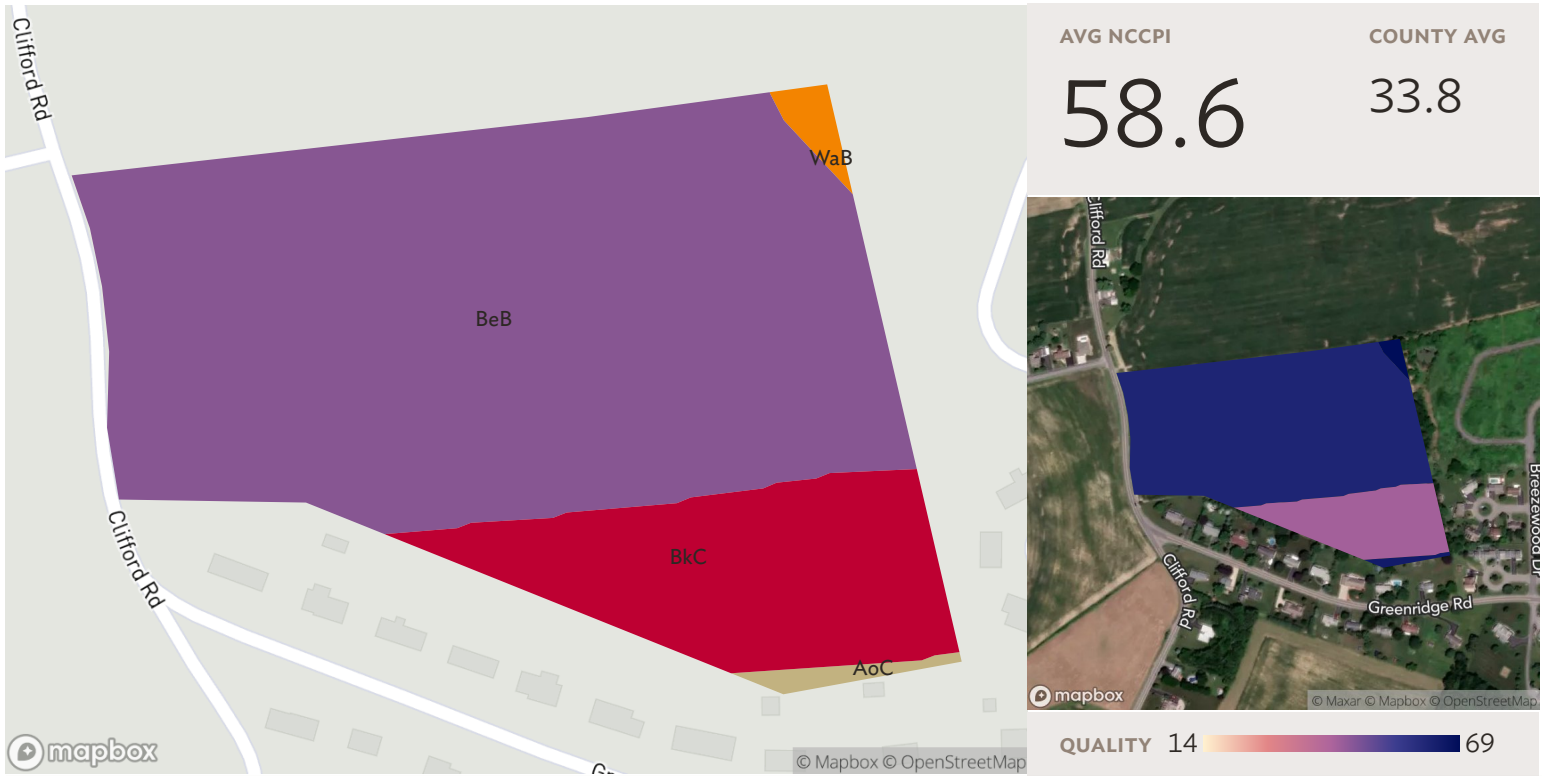 Clifford Rd
WaB
BeB
BkC
AoC
Clifford Rd
mapbox
© Mapbox © OpenStreetMap
AVG NCCPI
COUNTY AVG
58.6
33.8
Clifford Rd
Clifford Rd
Greenridge Rd
Breezewood Dr
mapbox
© Maxar © Mapbox © OpenStreetMap
QUALITY 14 69